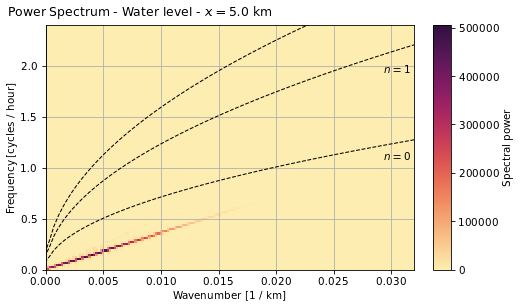 Power Spectrum - Water level - x = 5.0 km
Frequency [cycles / hour]
2.0
1.5
1.0
0.5
0.0
n = 1
n = 0
0.000 0.005 0.010 0.015 0.020 0.025 0.030
Wavenumber [1 / km]
500000
400000
300000
200000
100000
0
Spectral power